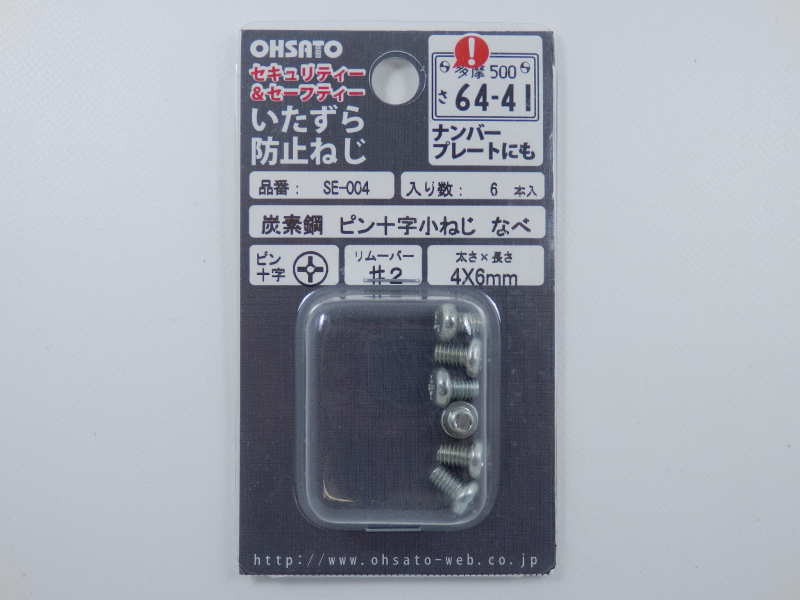 OHSATO
セキュリティー
&セーフティー
いたずら
防止ねじ
!
多摩 500
さ 64-41
ナンバー
プレートにも
品番: SE-004
入り数: 6 本入
炭素鋼 ピン十字小ねじ なべ
ピン
十字
リムーバー
#2
太さ×長さ
4X6mm
http://www.ohsato-web.co.jp